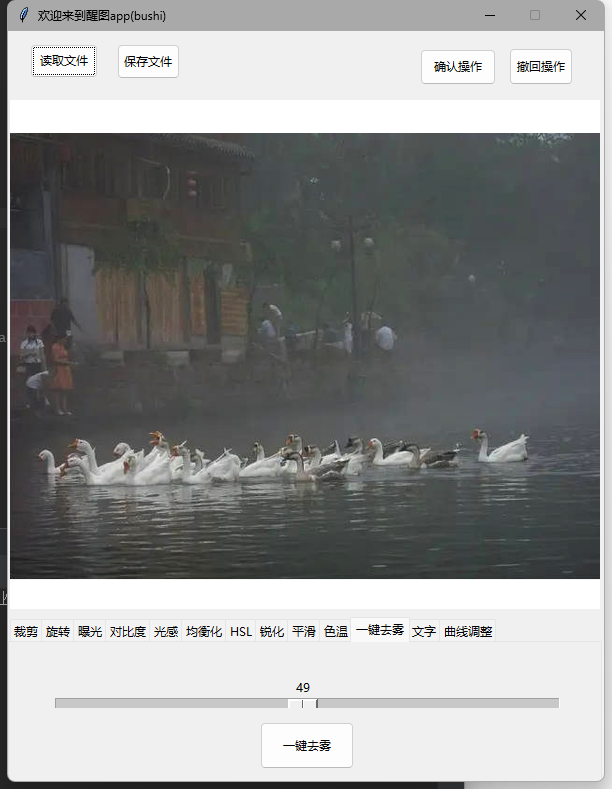 欢迎来到醒图app(bushi)
读取文件 保存文件 确认操作 撤回操作
裁剪 旋转 曝光 对比度 光感 均衡化 HSL 锐化 平滑 色温 一键去雾 文字 曲线调整
49
一键去雾